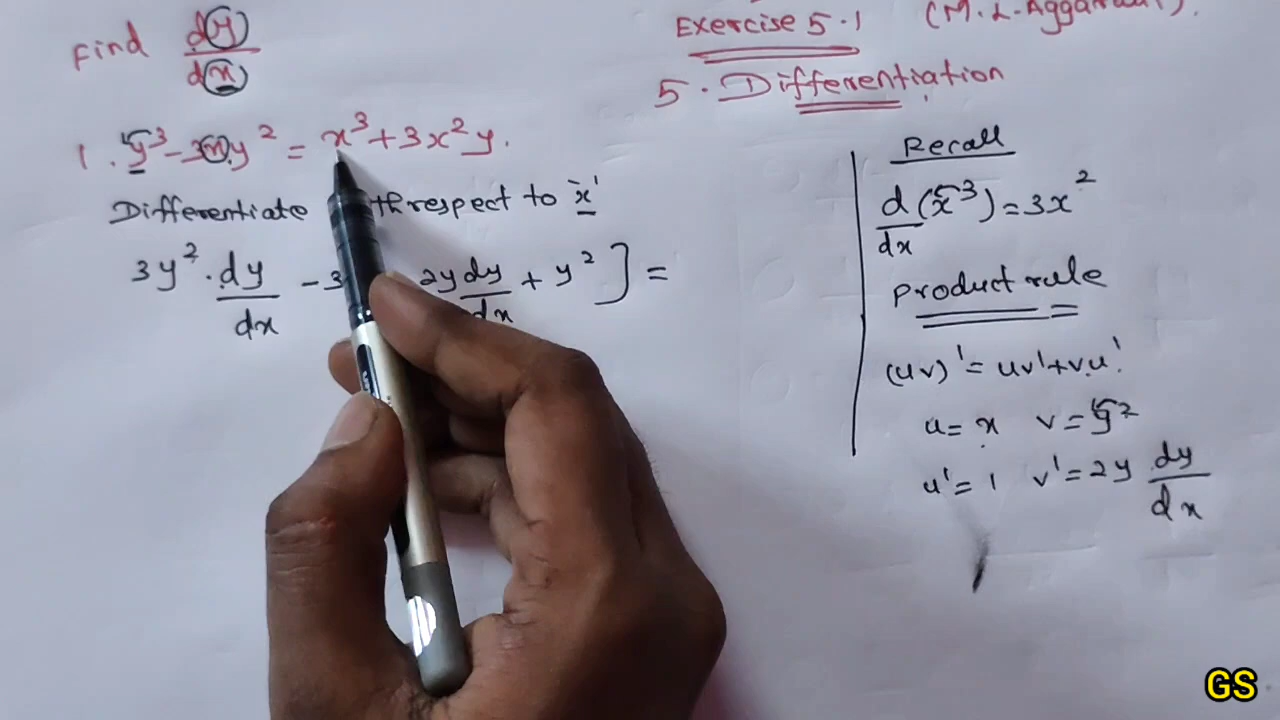 Find dy/dx
Exercise 5.1 (M.L.Aggarwal).
5. Differentiation
1. y³ - 3xy² = x³ + 3x²y.
Differentiate respect to 'x'
3y² . dy/dx - 3 2y dy/dx + y² ] =
Recall
d/dx (x³) = 3x²
Product rule
(uv)' = uv' + v.u'
u = x v = y²
u' = 1 v' = 2y dy/dx
GS